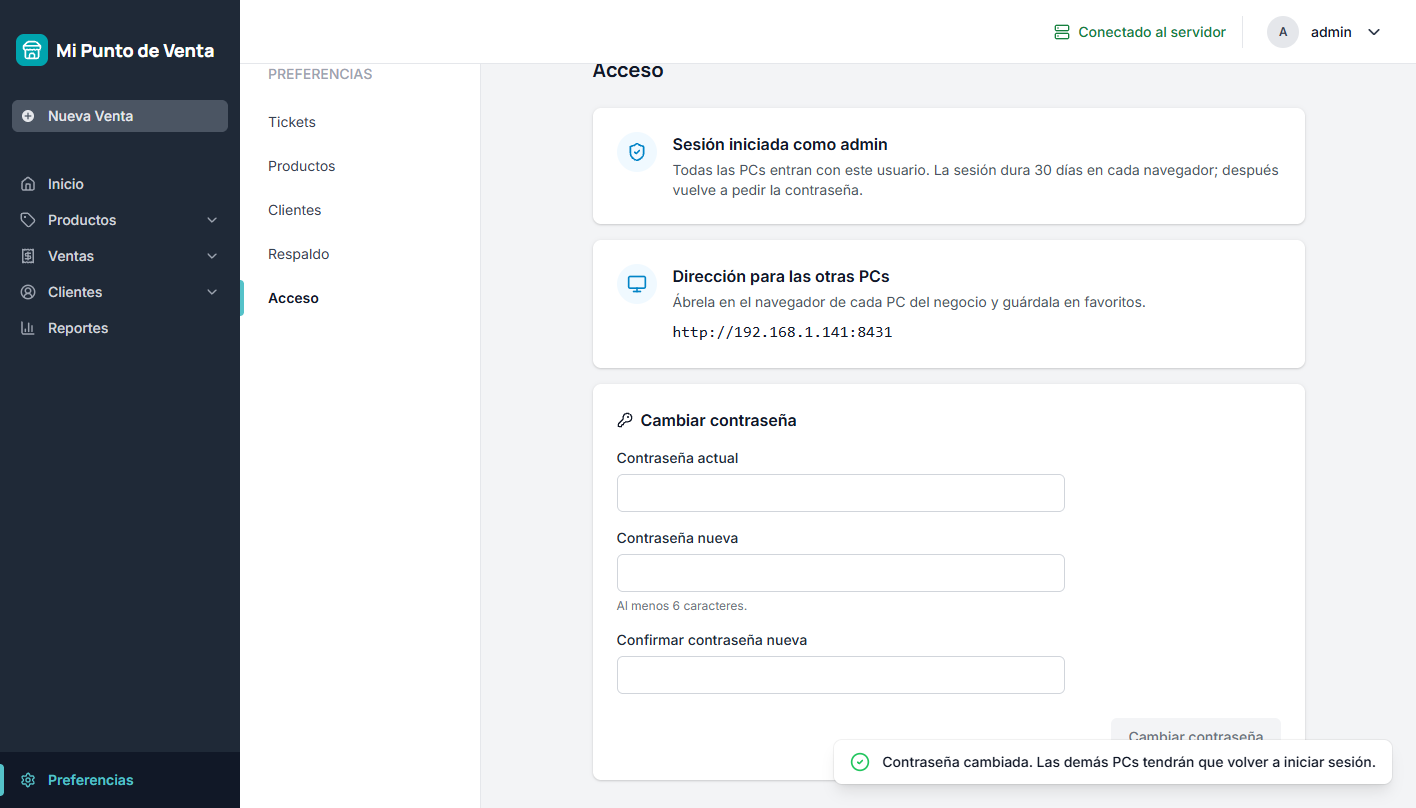 Mi Punto de Venta
Nueva Venta
Inicio
Productos
Ventas
Clientes
Reportes
Preferencias
Conectado al servidor
A
admin
PREFERENCIAS
Tickets
Productos
Clientes
Respaldo
Acceso
Acceso
Sesión iniciada como admin
Todas las PCs entran con este usuario. La sesión dura 30 días en cada navegador; después
vuelve a pedir la contraseña.
Dirección para las otras PCs
Ábrela en el navegador de cada PC del negocio y guárdala en favoritos.
http://192.168.1.141:8431
Cambiar contraseña
Contraseña actual
Contraseña nueva
Al menos 6 caracteres.
Confirmar contraseña nueva
Cambiar contraseña
Contraseña cambiada. Las demás PCs tendrán que volver a iniciar sesión.